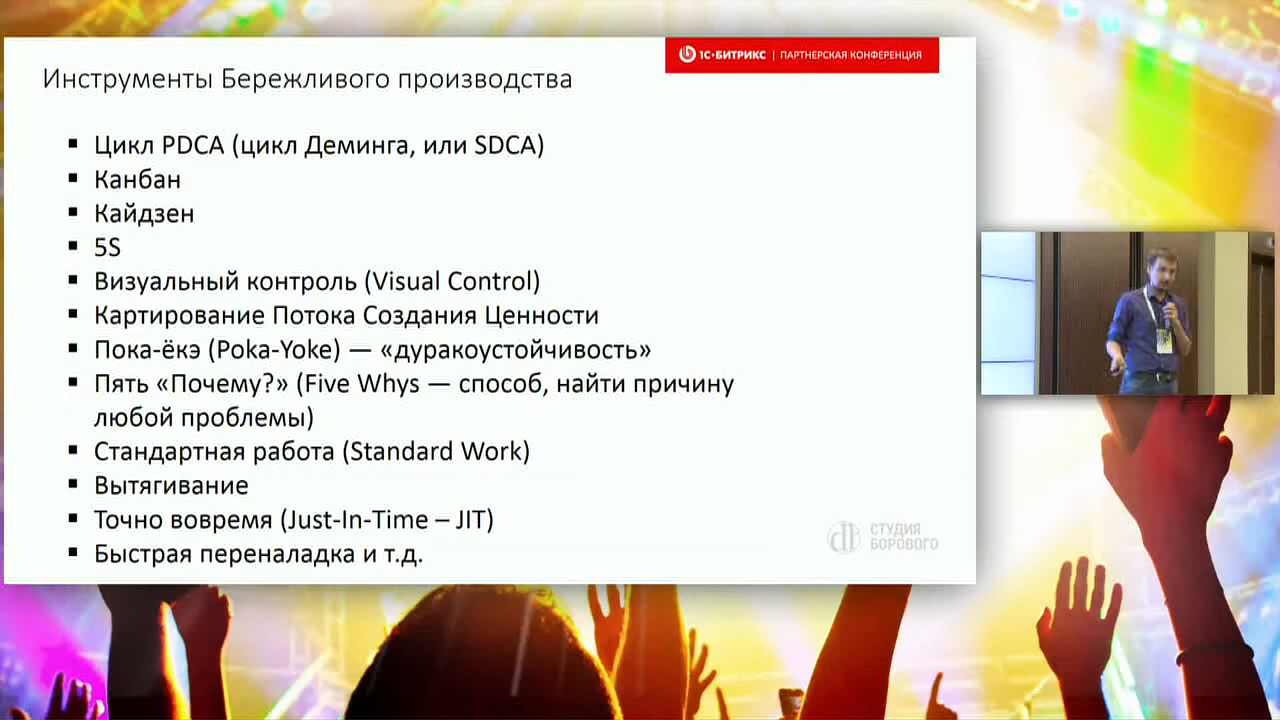 1С-БИТРИКС | ПАРТНЕРСКАЯ КОНФЕРЕНЦИЯ
Инструменты Бережливого производства
▪ Цикл PDCA (цикл Деминга, или SDCA)
▪ Канбан
▪ Кайдзен
▪ 5S
▪ Визуальный контроль (Visual Control)
▪ Картирование Потока Создания Ценности
▪ Пока-ёкэ (Poka-Yoke) — «дуракоустойчивость»
▪ Пять «Почему?» (Five Whys — способ, найти причину
любой проблемы)
▪ Стандартная работа (Standard Work)
▪ Вытягивание
▪ Точно вовремя (Just-In-Time – JIT)
▪ Быстрая переналадка и т.д.
СТУДИЯ
БОРОВОГО